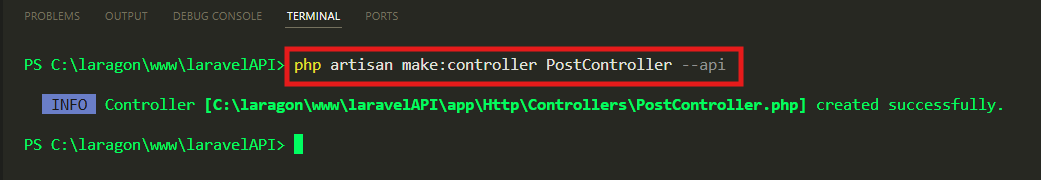 PROBLEMS OUTPUT DEBUG CONSOLE TERMINAL PORTS
PS C:\laragon\www\laravelAPI> php artisan make:controller PostController --api
INFO Controller [C:\laragon\www\laravelAPI\app\Http\Controllers\PostController.php] created successfully.
PS C:\laragon\www\laravelAPI>